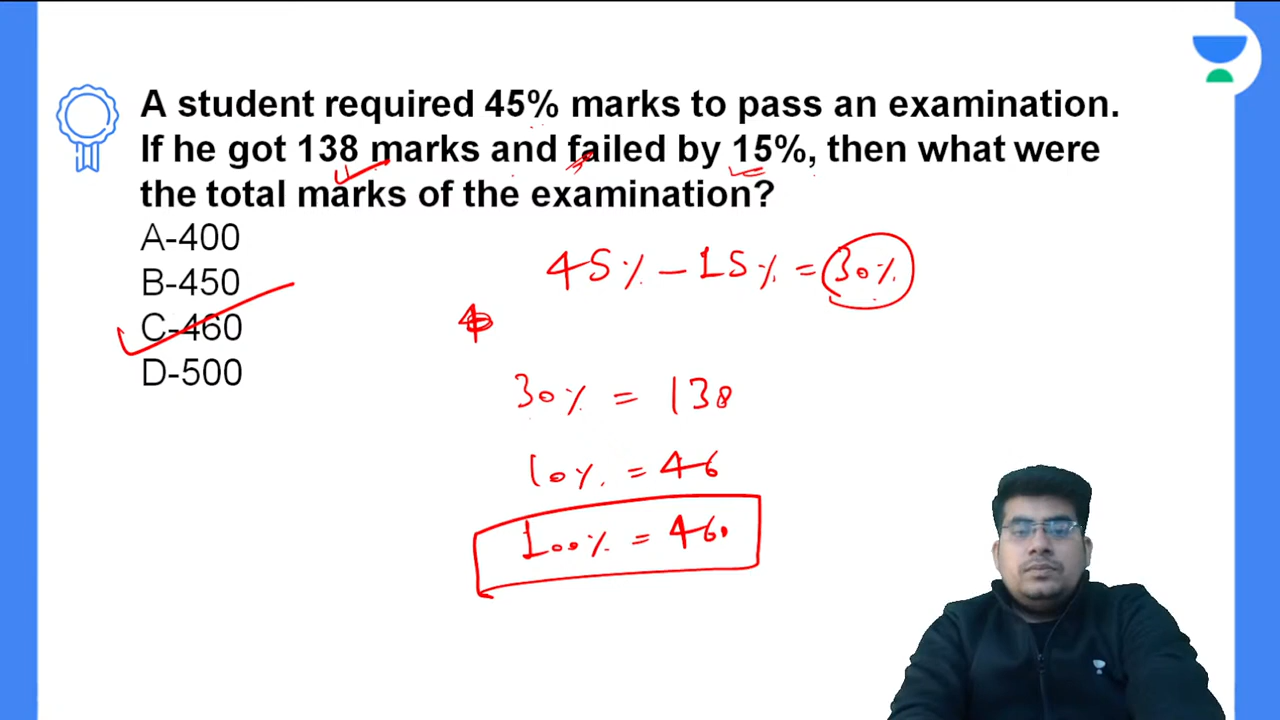 A student required 45% marks to pass an examination.
If he got 138 marks and failed by 15%, then what were
the total marks of the examination?
A-400
B-450
C-460
D-500
45% - 15% = 30%
30% = 138
10% = 46
100% = 460